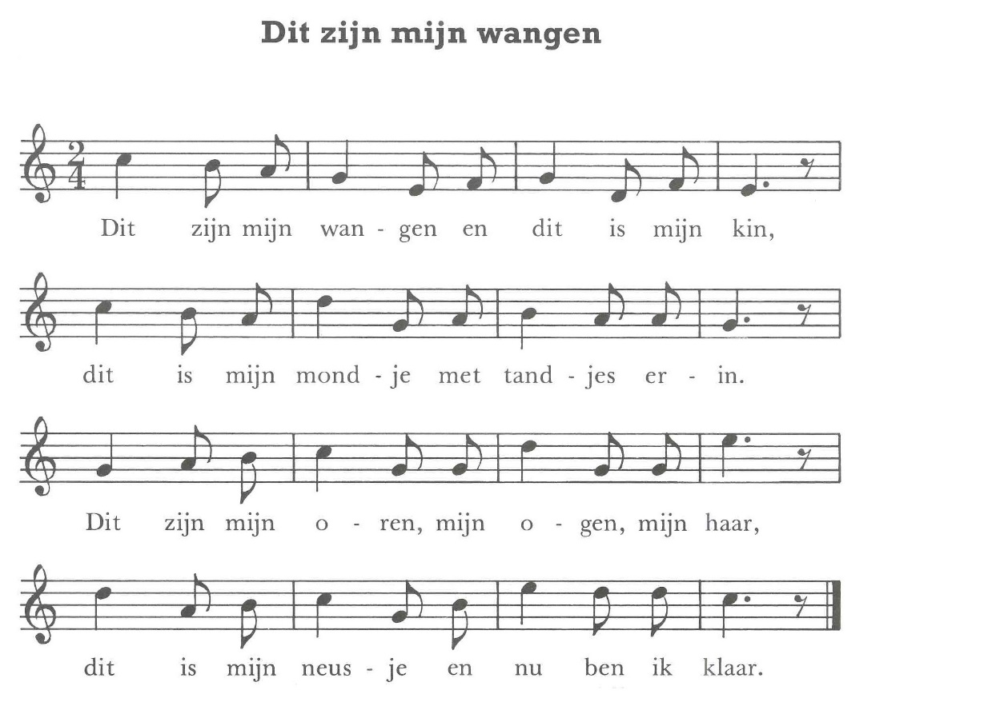 Dit zijn mijn wangen
2
4
Dit zijn mijn wan - gen en dit is mijn kin,
dit is mijn mond - je met tand - jes er - in.
Dit zijn mijn o - ren, mijn o - gen, mijn haar,
dit is mijn neus - je en nu ben ik klaar.